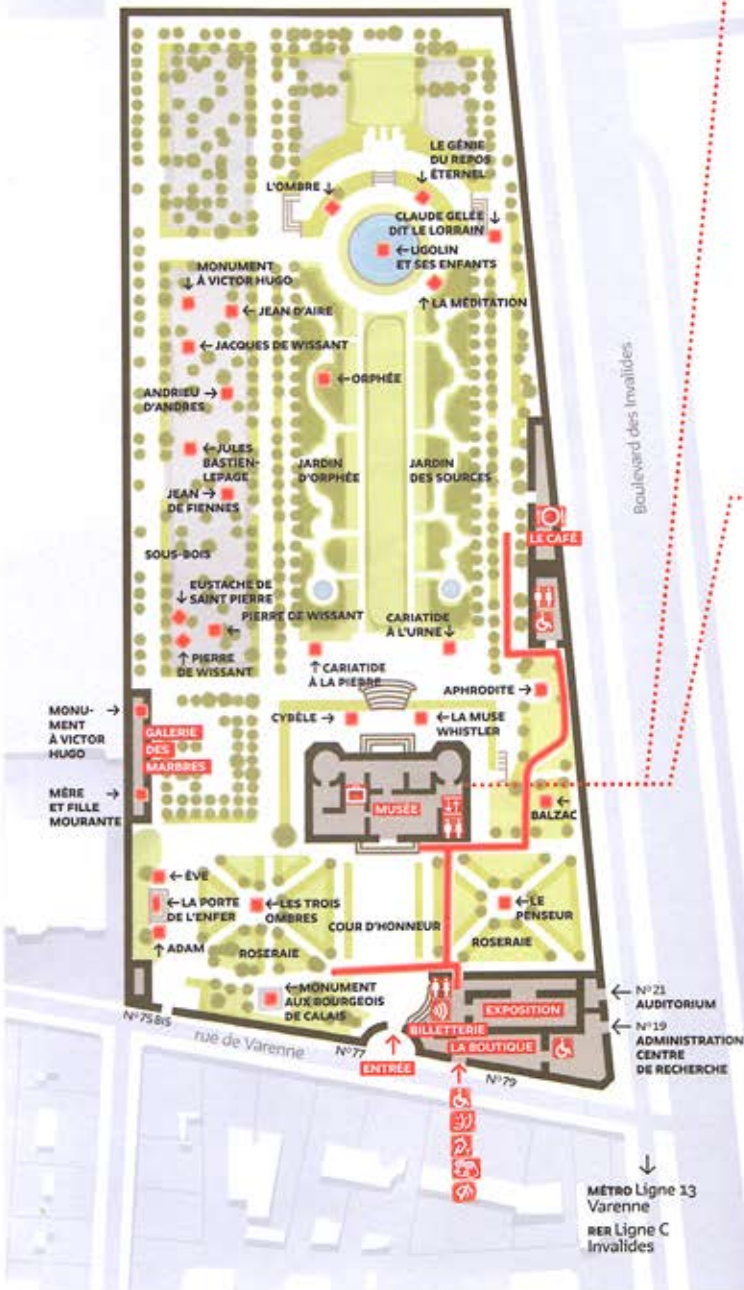 LE GÉNIE
DU REPOS
ÉTERNEL
L'OMBRE
CLAUDE GELÉE
DIT LE LORRAIN
UGOLIN
ET SES ENFANTS
MONUMENT
À VICTOR HUGO
LA MÉDITATION
JEAN D'AIRE
JACQUES DE WISSANT
ORPHÉE
ANDRIEU
D'ANDRES
Boulevard des Invalides
JULES
BASTIEN-
LEPAGE
JARDIN
D'ORPHÉE
JARDIN
DES SOURCES
JEAN
DE FIENNES
LE CAFÉ
SOUS-BOIS
EUSTACHE DE
SAINT PIERRE
PIERRE DE WISSANT
CARIATIDE
À L'URNE
PIERRE
DE WISSANT
CARIATIDE
À LA PIERRE
APHRODITE
MONU-
MENT
À VICTOR
HUGO
GALERIE
DES
MARBRES
CYBÈLE
LA MUSE
WHISTLER
MÈRE
ET FILLE
MOURANTE
MUSÉE
BALZAC
ÈVE
LA PORTE
DE L'ENFER
LES TROIS
OMBRES
LE
PENSEUR
COUR D'HONNEUR
ADAM
ROSERAIE
ROSERAIE
MONUMENT
AUX BOURGEOIS
DE CALAIS
EXPOSITION
Nº 21
AUDITORIUM
Nº 75 BIS
BILLETTERIE
Nº 19
ADMINISTRATION
CENTRE
DE RECHERCHE
rue de Varenne
Nº 77
LA BOUTIQUE
ENTRÉE
Nº 79
MÉTRO Ligne 13
Varenne
RER Ligne C
Invalides